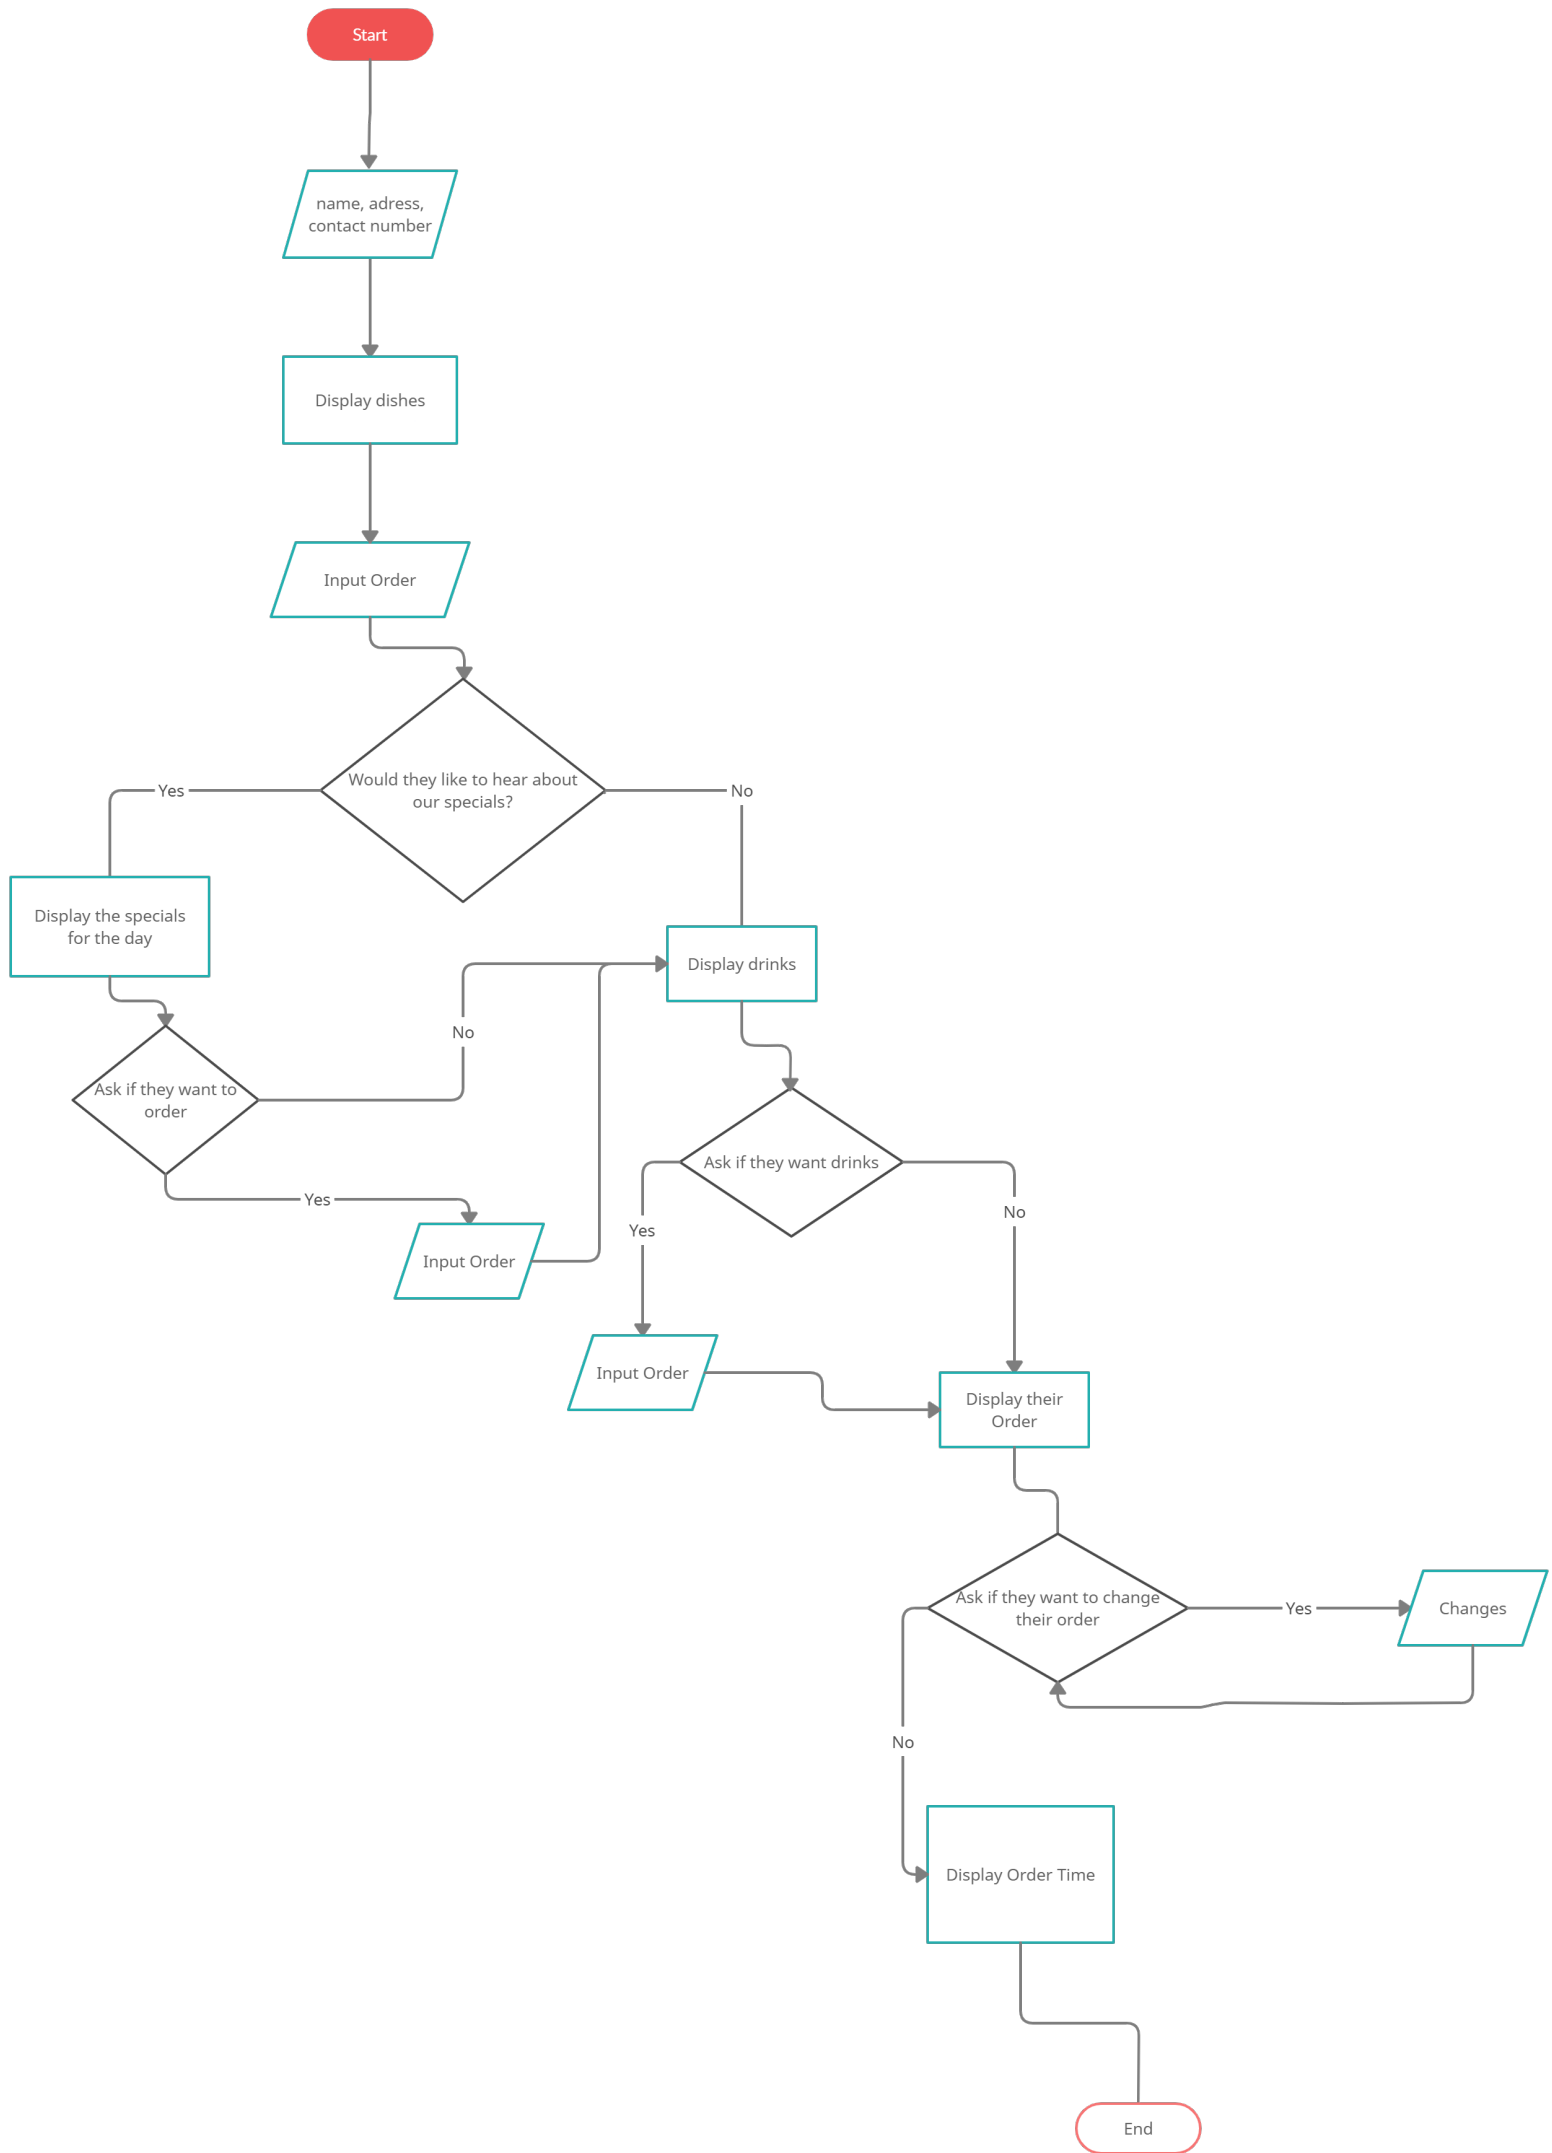 Start
name, adress,
contact number
Display dishes
Input Order
Would they like to hear about
our specials?
Yes
No
Display the specials
for the day
Display drinks
No
Ask if they want to
order
Ask if they want drinks
Yes
No
Yes
Input Order
Input Order
Display their
Order
Ask if they want to change
their order
Yes
Changes
No
Display Order Time
End